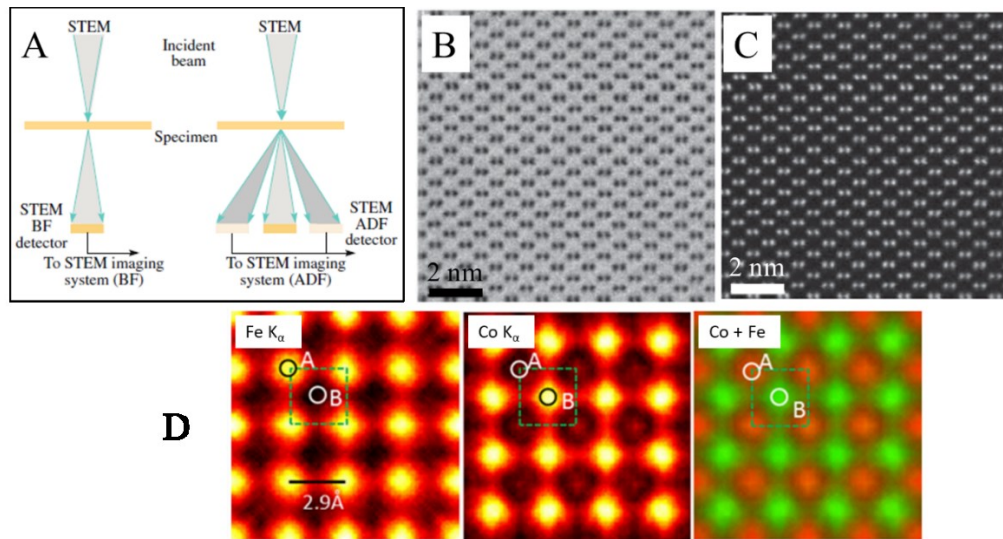 A
STEM
STEM
Incident
beam
Specimen
STEM
BF
detector
STEM
ADF
detector
To STEM imaging
system (BF)
To STEM imaging
system (ADF)
B
2 nm
C
2 nm
D
Fe Kα
A
B
2.9Å
Co Kα
A
B
Co + Fe
A
B